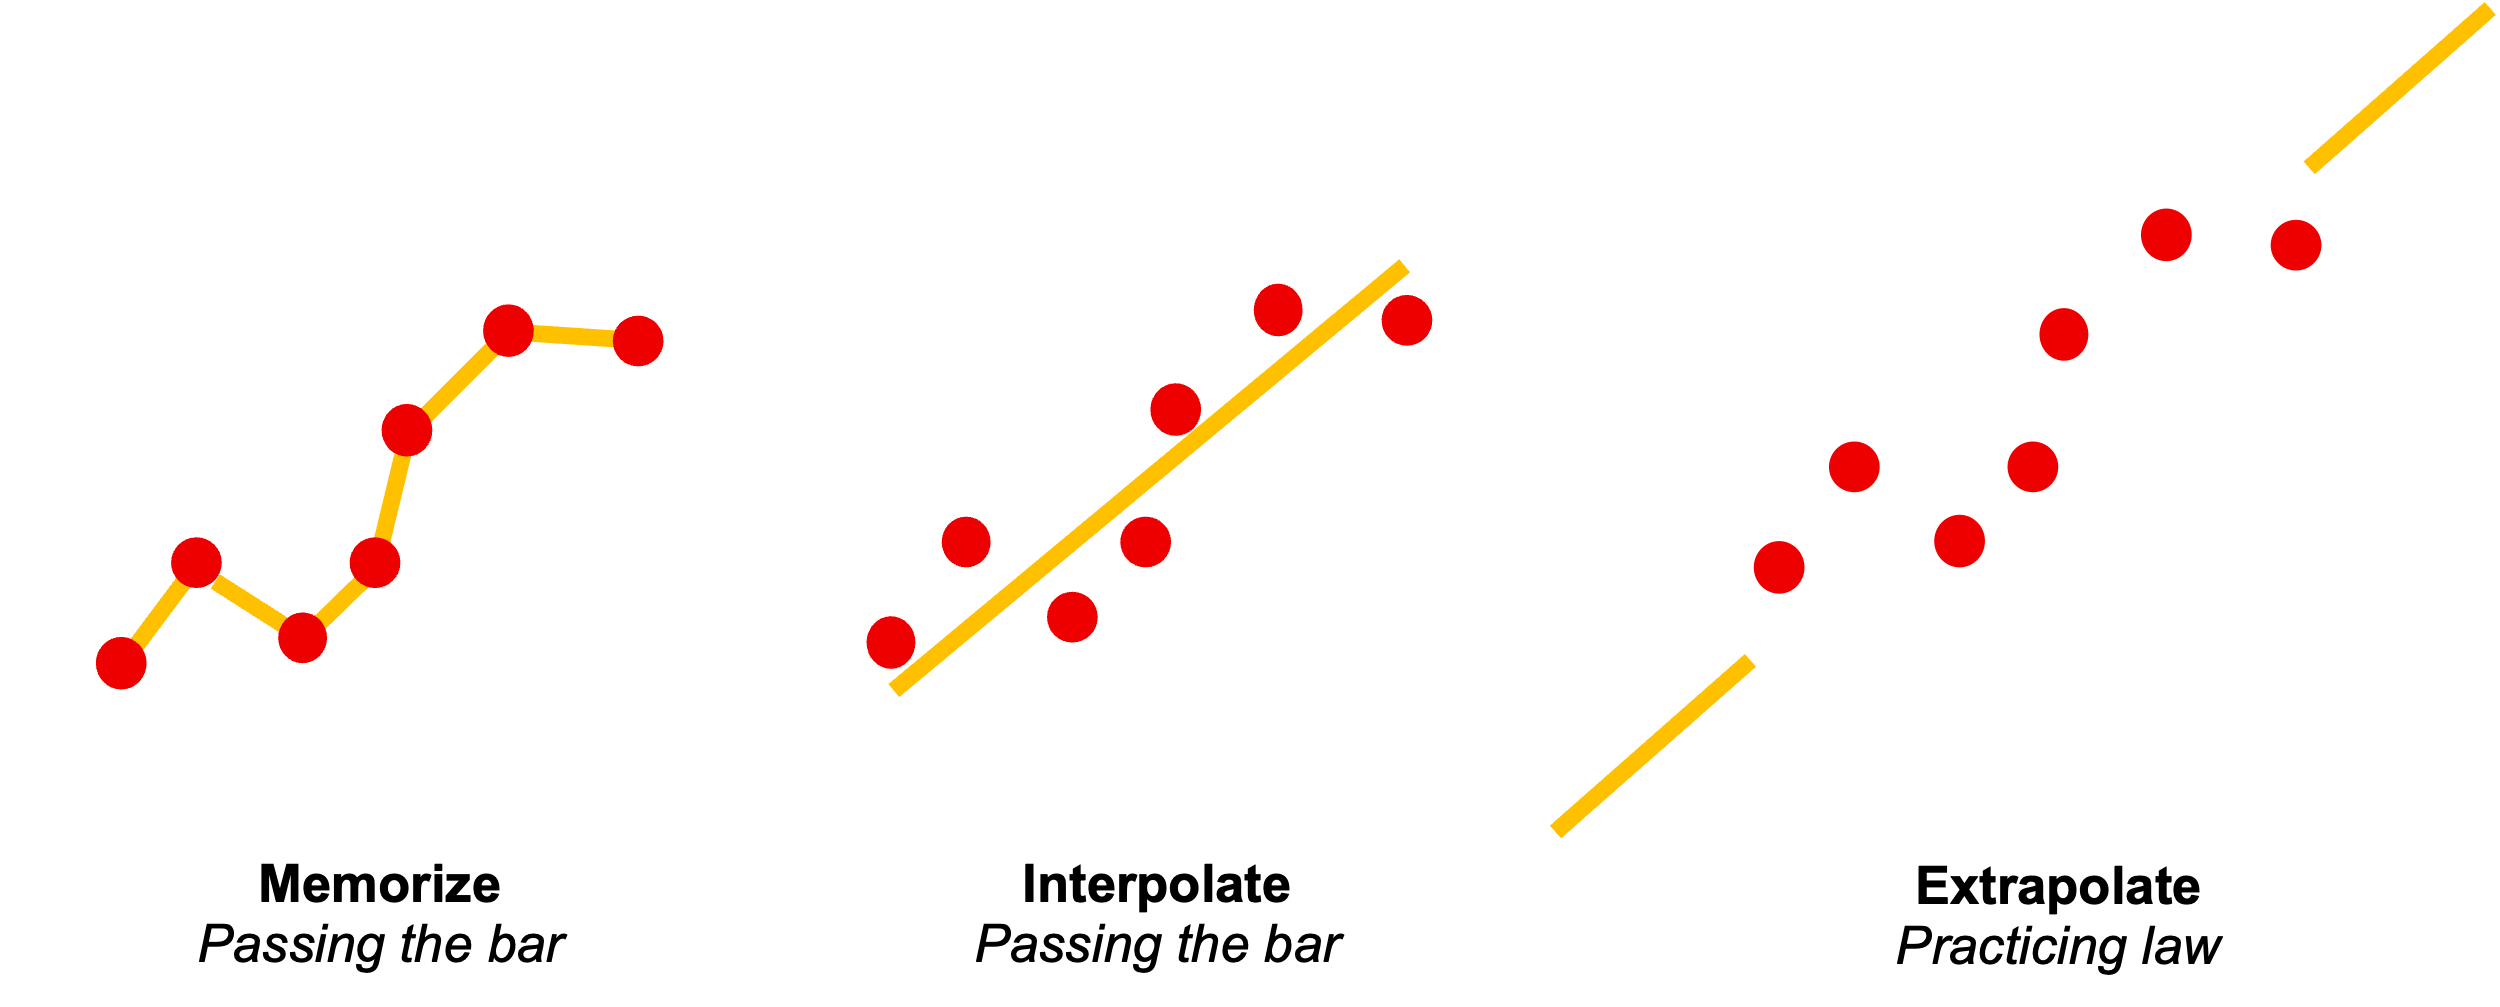 Memorize
Passing the bar
Interpolate
Passing the bar
Extrapolate
Practicing law